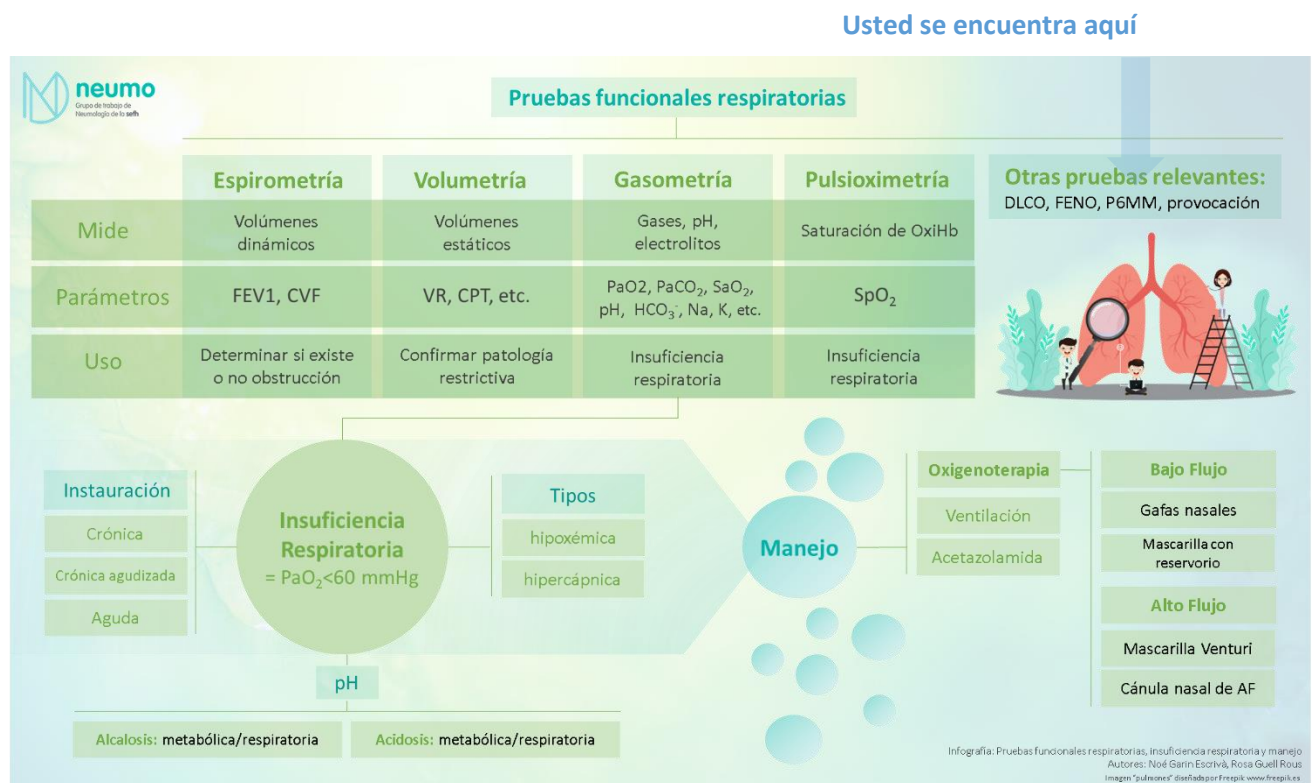 Usted se encuentra aquí
neumo
Grupo de trabajo de
Neumología de la sefh
Pruebas funcionales respiratorias
Espirometría
Volumetría
Gasometría
Pulsioximetría
Otras pruebas relevantes:
DLCO, FENO, P6MM, provocación
Mide
Volúmenes
dinámicos
Volúmenes
estáticos
Gases, pH,
electrolitos
Saturación de OxiHb
Parámetros
FEV1, CVF
VR, CPT, etc.
PaO2, PaCO₂, SaO₂,
pH, HCO₃⁻, Na, K, etc.
SpO₂
Uso
Determinar si existe
o no obstrucción
Confirmar patología
restrictiva
Insuficiencia
respiratoria
Insuficiencia
respiratoria
Instauración
Crónica
Crónica agudizada
Aguda
Insuficiencia
Respiratoria
= PaO₂<60 mmHg
Tipos
hipoxémica
hipercápnica
Manejo
Oxigenoterapia
Ventilación
Acetazolamida
Bajo Flujo
Gafas nasales
Mascarilla con
reservorio
Alto Flujo
Mascarilla Venturi
Cánula nasal de AF
pH
Alcalosis: metabólica/respiratoria
Acidosis: metabólica/respiratoria
Infografía: Pruebas funcionales respiratorias, insuficiencia respiratoria y manejo
Autores: Noé Garin Escrivà, Rosa Guell Rous
Imagen "pulmones" diseñada por Freepik www.freepik.es